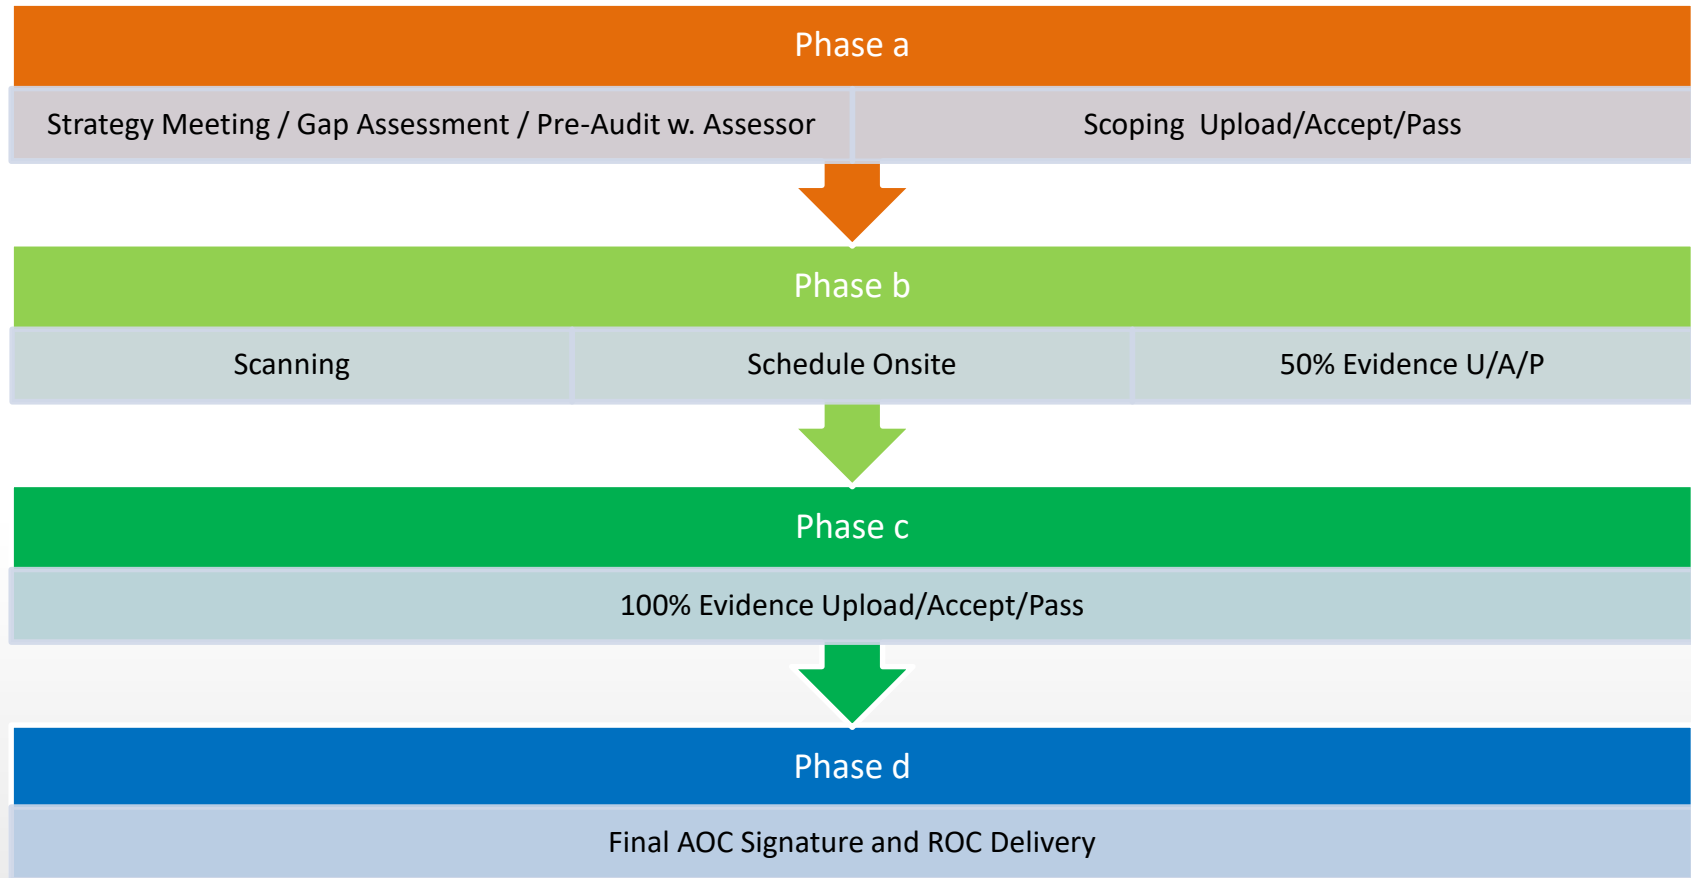 Phase a
Strategy Meeting / Gap Assessment / Pre-Audit w. Assessor
Scoping  Upload/Accept/Pass
Phase b
Scanning
Schedule Onsite
50% Evidence U/A/P
Phase c
100% Evidence Upload/Accept/Pass
Phase d
Final AOC Signature and ROC Delivery